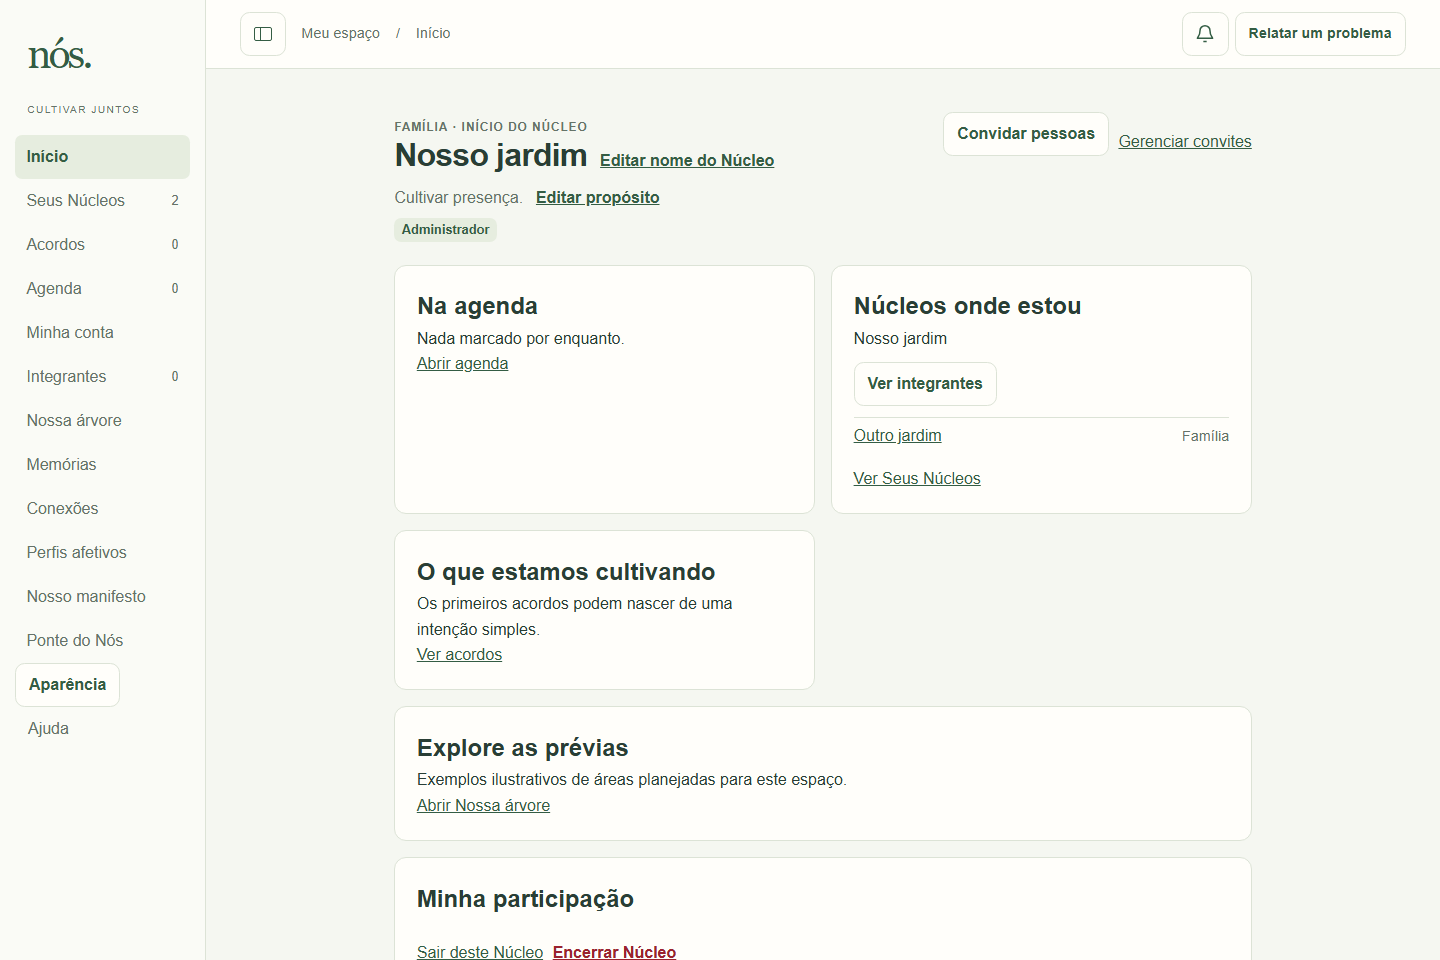 nós.
CULTIVAR JUNTOS
Início
Seus Núcleos 2
Acordos 0
Agenda 0
Minha conta
Integrantes 0
Nossa árvore
Memórias
Conexões
Perfis afetivos
Nosso manifesto
Ponte do Nós
Aparência
Ajuda
Meu espaço / Início
Relatar um problema
FAMÍLIA · INÍCIO DO NÚCLEO
Nosso jardim Editar nome do Núcleo
Convidar pessoas Gerenciar convites
Cultivar presença. Editar propósito
Administrador
Na agenda
Nada marcado por enquanto.
Abrir agenda
Núcleos onde estou
Nosso jardim
Ver integrantes
Outro jardim Família
Ver Seus Núcleos
O que estamos cultivando
Os primeiros acordos podem nascer de uma
intenção simples.
Ver acordos
Explore as prévias
Exemplos ilustrativos de áreas planejadas para este espaço.
Abrir Nossa árvore
Minha participação
Sair deste Núcleo Encerrar Núcleo